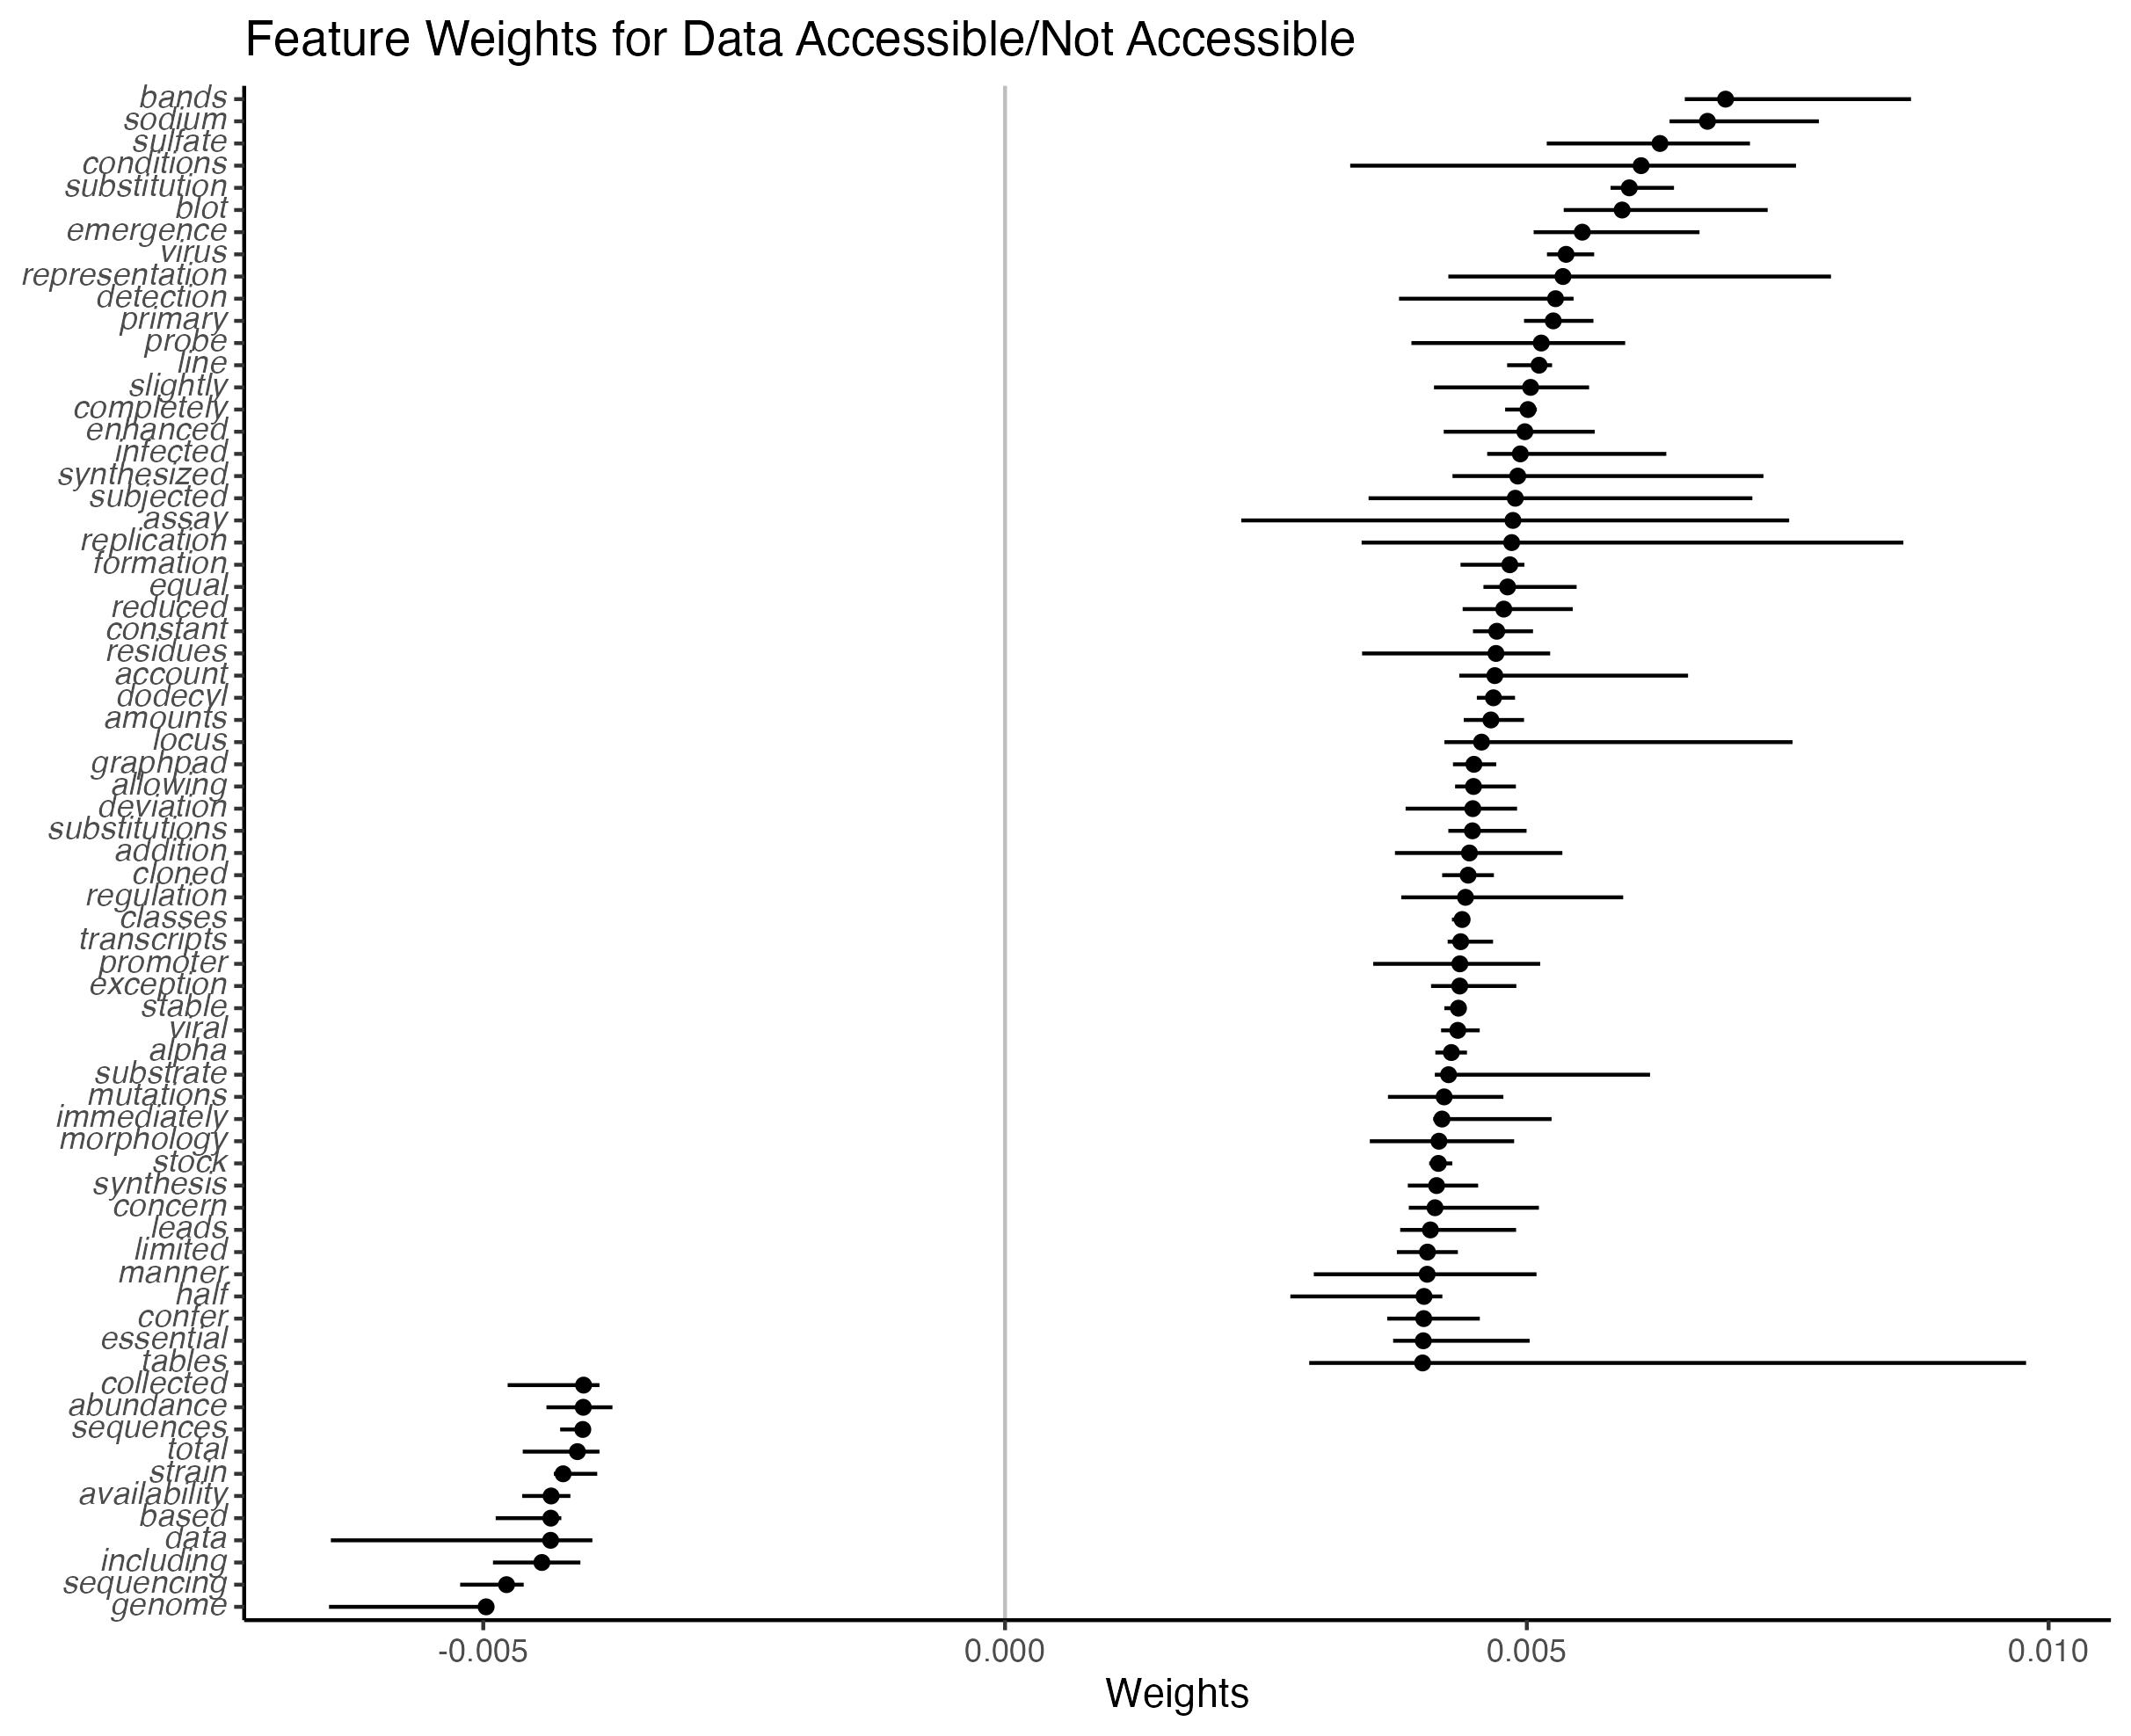 Feature Weights for Data Accessible/Not Accessible
bands
sodium
sulfate
conditions
substitution
blot
emergence
virus
representation
detection
primary
probe
line
slightly
completely
enhanced
infected
synthesized
subjected
assay
replication
formation
equal
reduced
constant
residues
account
dodecyl
amounts
locus
graphpad
allowing
deviation
substitutions
addition
cloned
regulation
classes
transcripts
promoter
exception
stable
viral
alpha
substrate
mutations
immediately
morphology
stock
synthesis
concern
leads
limited
manner
half
confer
essential
tables
collected
abundance
sequences
total
strain
availability
based
data
including
sequencing
genome
-0.005 0.000 0.005 0.010
Weights